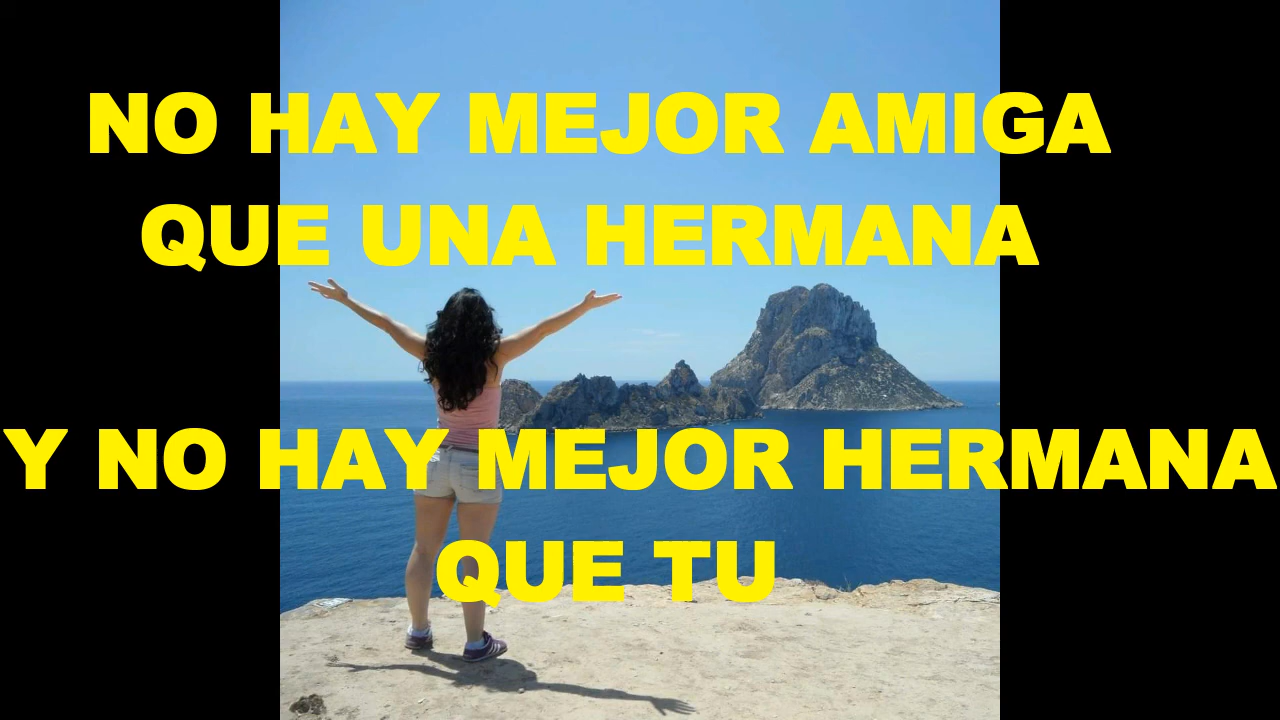 NO HAY MEJOR AMIGA
QUE UNA HERMANA
Y NO HAY MEJOR HERMANA
QUE TU